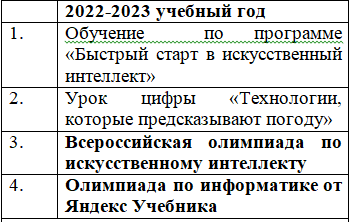 2022-2023 учебный год
1. Обучение по программе
«Быстрый старт в искусственный
интеллект»
2. Урок цифры «Технологии,
которые предсказывают погоду»
3. Всероссийская олимпиада по
искусственному интеллекту
4. Олимпиада по информатике от
Яндекс Учебника